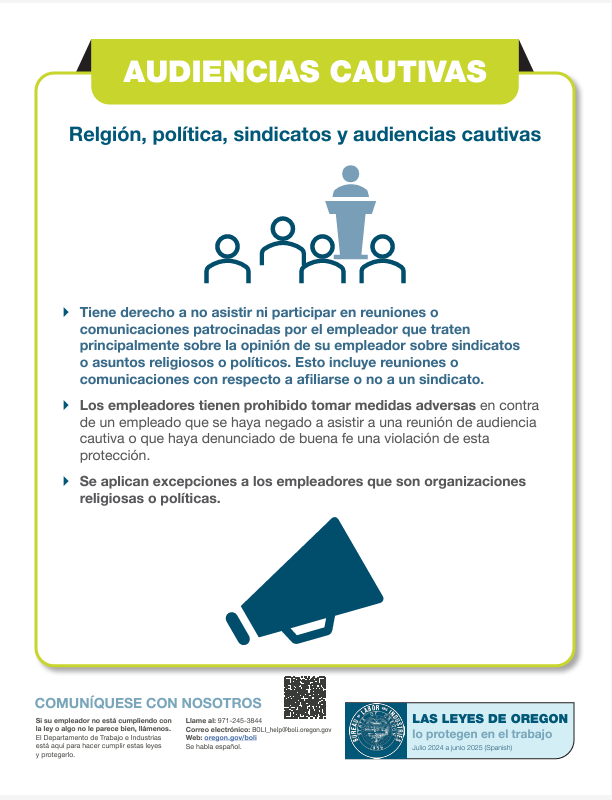 AUDIENCIAS CAUTIVAS
Relgión, política, sindicatos y audiencias cautivas
Tiene derecho a no asistir ni participar en reuniones o
comunicaciones patrocinadas por el empleador que traten
principalmente sobre la opinión de su empleador sobre sindicatos
o asuntos religiosos o políticos. Esto incluye reuniones o
comunicaciones con respecto a afiliarse o no a un sindicato.
Los empleadores tienen prohibido tomar medidas adversas en contra
de un empleado que se haya negado a asistir a una reunión de audiencia
cautiva o que haya denunciado de buena fe una violación de esta
protección.
Se aplican excepciones a los empleadores que son organizaciones
religiosas o políticas.
COMUNÍQUESE CON NOSOTROS
Si su empleador no está cumpliendo con
la ley o algo no le parece bien, llámenos.
El Departamento de Trabajo e Industrias
está aquí para hacer cumplir estas leyes
y protegerlo.
Llame al: 971-245-3844
Correo electrónico: BOLI_help@boli.oregon.gov
Web: oregon.gov/boli
Se habla español.
BUREAU OF LABOR AND INDUSTRIES
1859
LAS LEYES DE OREGON
lo protegen en el trabajo
Julio 2024 a junio 2025 (Spanish)